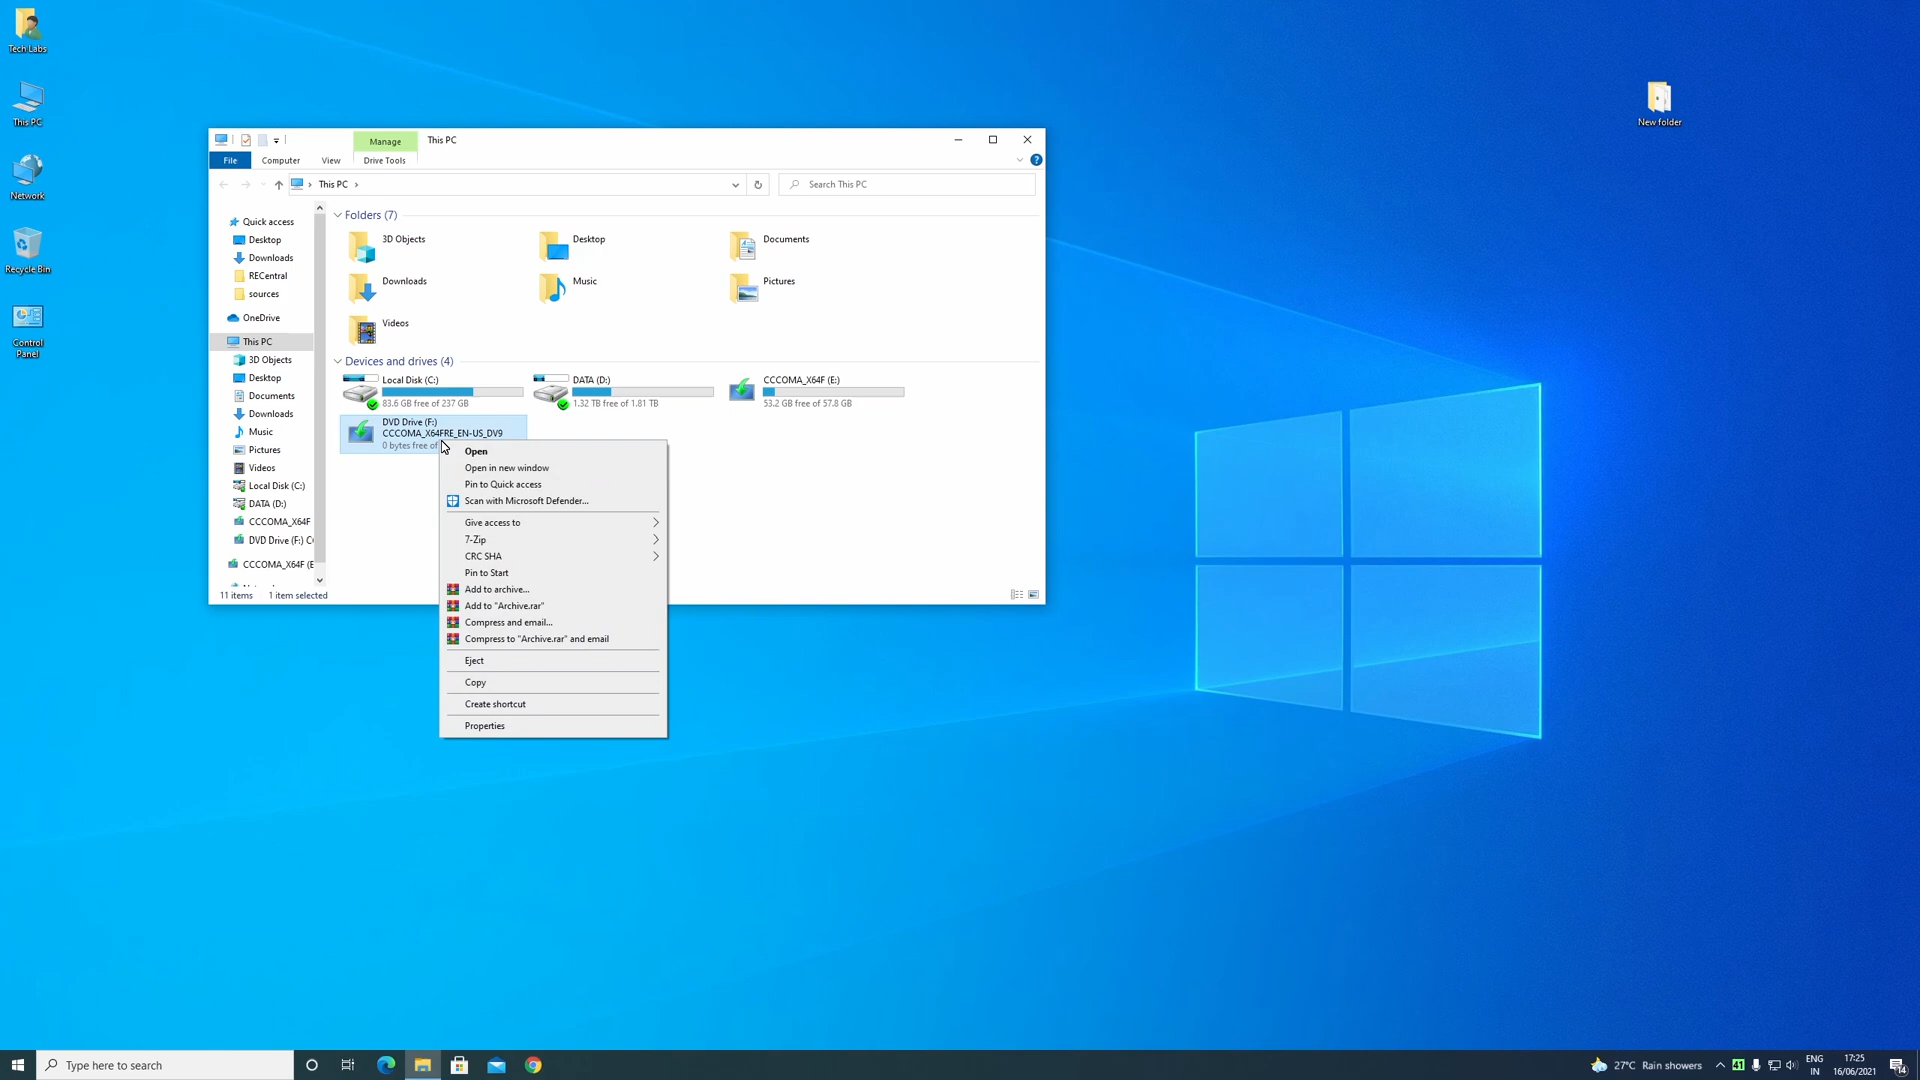 Tech Labs
This PC
Network
Recycle Bin
Control
Panel
New folder
Manage
This PC
File
Computer
View
Drive Tools
This PC
Search This PC
Quick access
Desktop
Downloads
RECentral
sources
OneDrive
This PC
3D Objects
Desktop
Documents
Downloads
Music
Pictures
Videos
Local Disk (C:)
DATA (D:)
CCCOMA_X64F
DVD Drive (F:) C
CCCOMA_X64F (E
Folders (7)
3D Objects
Desktop
Documents
Downloads
Music
Pictures
Videos
Devices and drives (4)
Local Disk (C:)
83.6 GB free of 237 GB
DATA (D:)
1.32 TB free of 1.81 TB
CCCOMA_X64F (E:)
53.2 GB free of 57.8 GB
DVD Drive (F:)
CCCOMA_X64FRE_EN-US_DV9
0 bytes free of
Open
Open in new window
Pin to Quick access
Scan with Microsoft Defender...
Give access to
7-Zip
CRC SHA
Pin to Start
Add to archive...
Add to "Archive.rar"
Compress and email...
Compress to "Archive.rar" and email
Eject
Copy
Create shortcut
Properties
11 items
1 item selected
Type here to search
27°C Rain showers
41
ENG
IN
17:25
16/06/2021
14